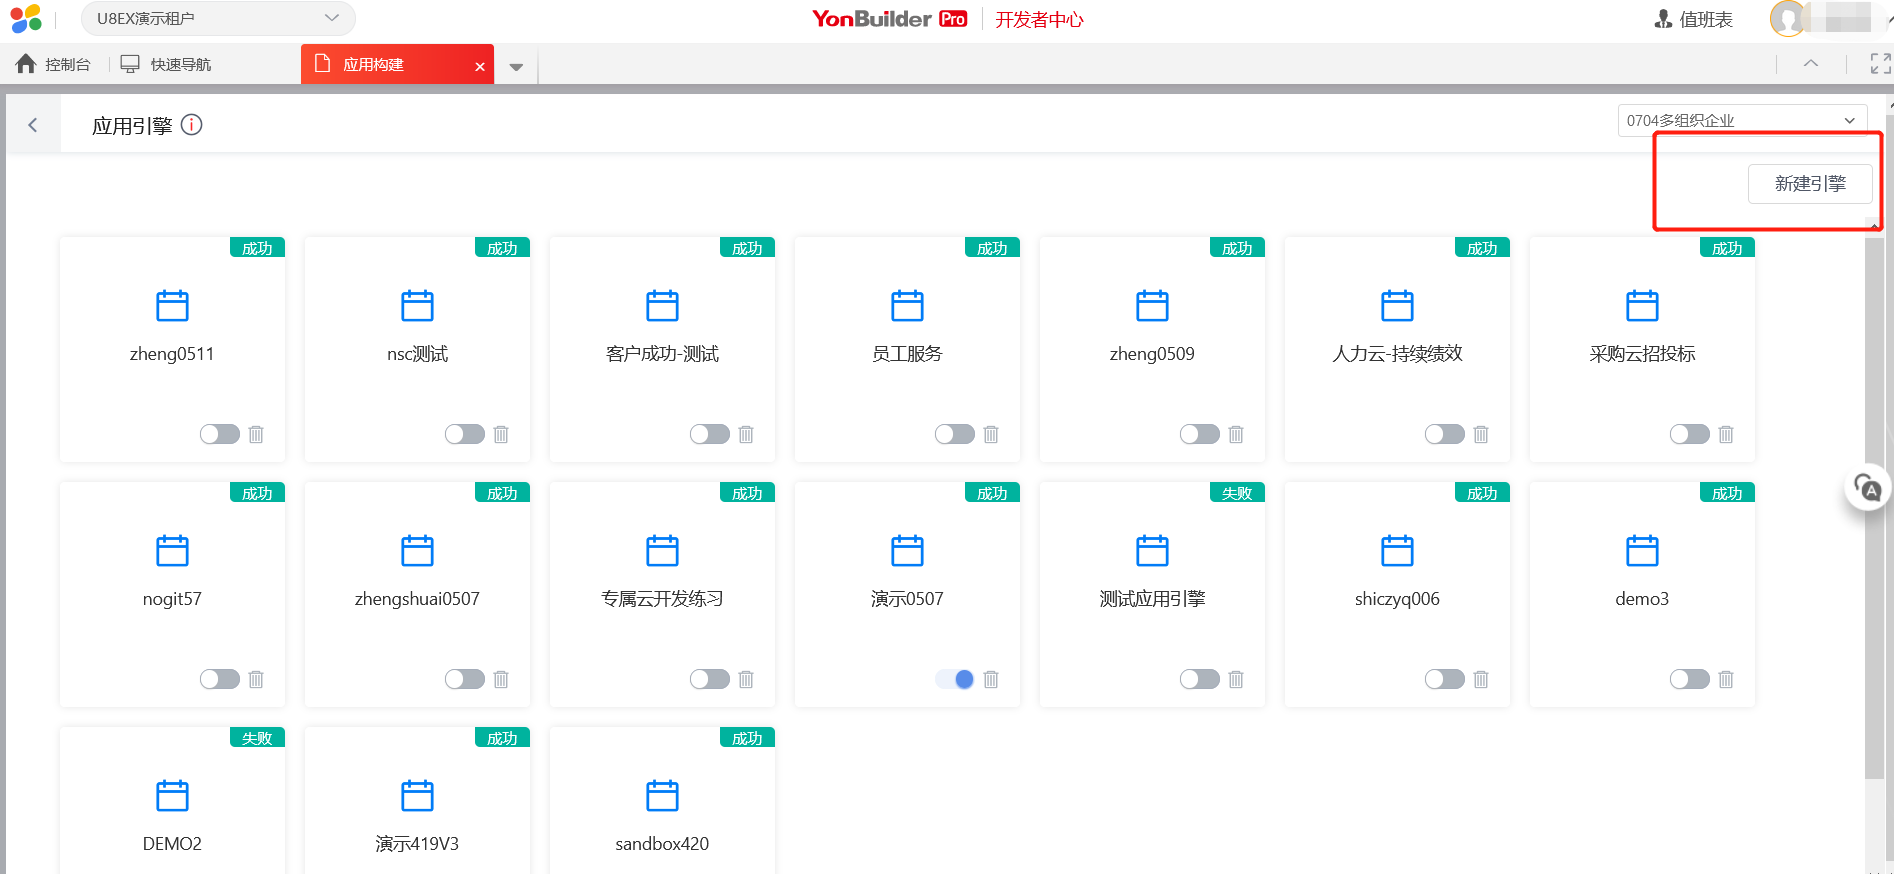 U8EX演示租户
YonBuilder Pro 开发者中心
值班表
控制台
快速导航
应用构建
应用引擎
0704多组织企业
新建引擎
成功
zheng0511
成功
nsc测试
成功
客户成功-测试
成功
员工服务
成功
zheng0509
成功
人力云-持续绩效
成功
采购云招投标
成功
nogit57
成功
zhengshuai0507
成功
专属云开发练习
成功
演示0507
失败
测试应用引擎
成功
shiczyq006
成功
demo3
失败
DEMO2
成功
演示419V3
成功
sandbox420